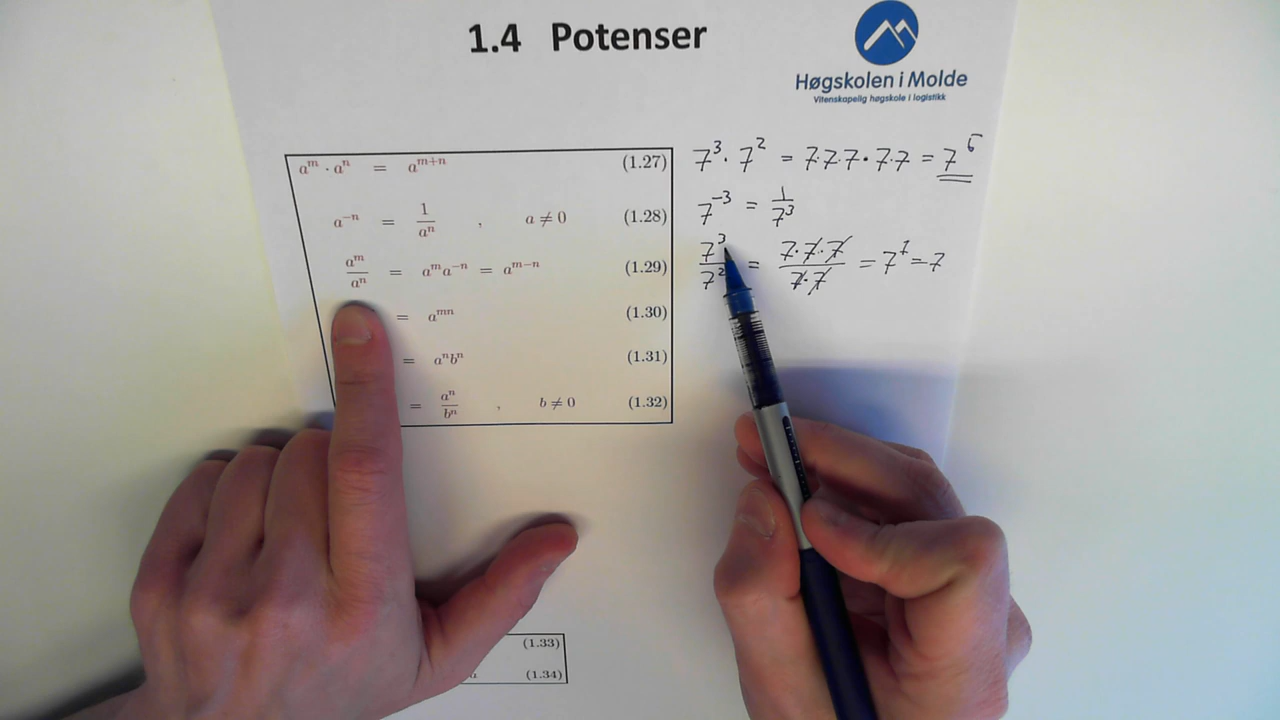 1.4 Potenser
Høgskolen i Molde
Vitenskapelig høgskole i logistikk
a^m · a^n = a^{m+n} (1.27)
a^{-n} = 1/a^n , a ≠ 0 (1.28)
a^m/a^n = a^m a^{-n} = a^{m-n} (1.29)
= a^{mn} (1.30)
= a^n b^n (1.31)
= a^n/b^n , b ≠ 0 (1.32)
7^3 · 7^2 = 7·7·7·7·7 = 7^5
7^{-3} = 1/7^3
7^3/7^2 = 7·7·7/7·7 = 7^1 = 7
(1.33)
(1.34)